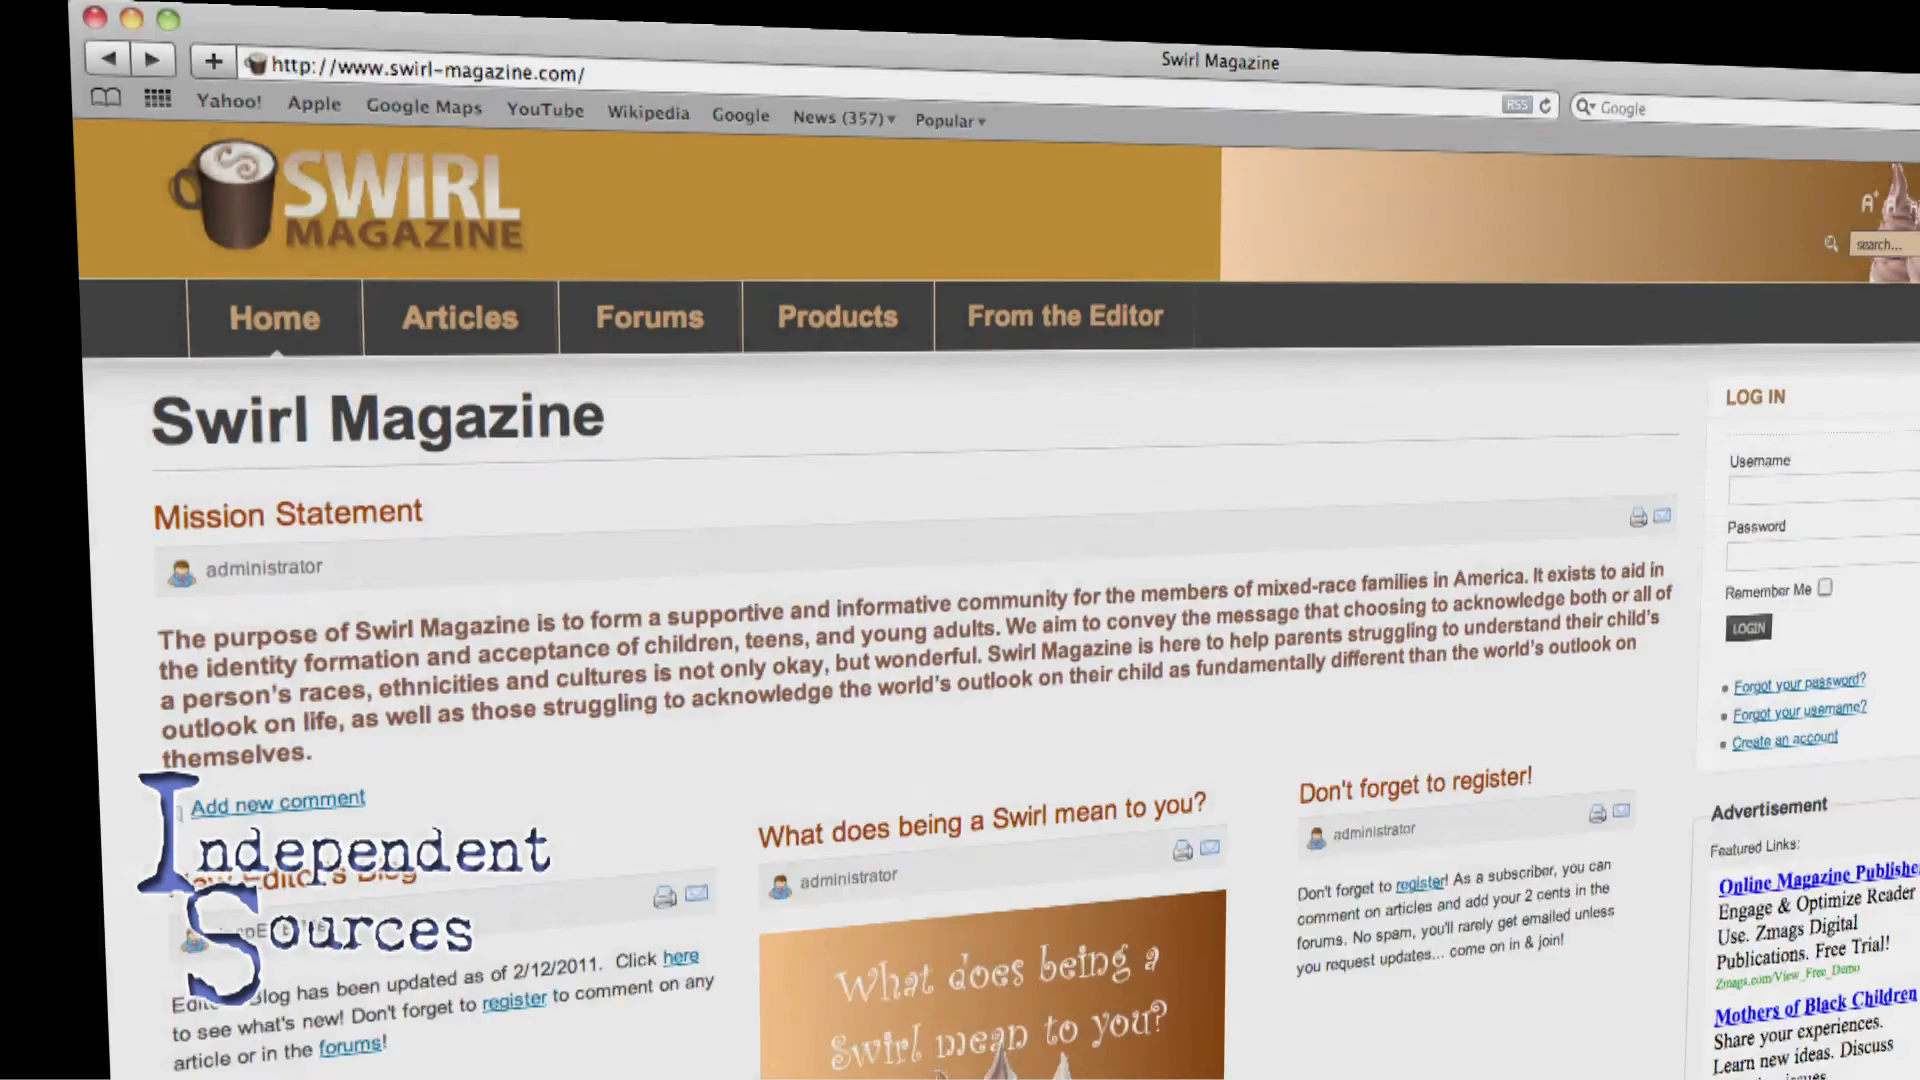 Swirl Magazine
http://www.swirl-magazine.com/
RSS
Google
Yahoo!
Apple
Google Maps
YouTube
Wikipedia
Google
News (357)
Popular
SWIRL
MAGAZINE
search...
Home
Articles
Forums
Products
From the Editor
Swirl Magazine
Mission Statement
administrator
The purpose of Swirl Magazine is to form a supportive and informative community for the members of mixed-race families in America. It exists to aid in
the identity formation and acceptance of children, teens, and young adults. We aim to convey the message that choosing to acknowledge both or all of
a person's races, ethnicities and cultures is not only okay, but wonderful. Swirl Magazine is here to help parents struggling to understand their child's
outlook on life, as well as those struggling to acknowledge the world's outlook on their child as fundamentally different than the world's outlook on
themselves.
Add new comment
Editor's Blog
Blog has been updated as of 2/12/2011. Click here
to see what's new! Don't forget to register to comment on any
article or in the forums!
Independent
Sources
What does being a Swirl mean to you?
administrator
What does being a
Swirl mean to you?
Don't forget to register!
administrator
Don't forget to register! As a subscriber, you can
comment on articles and add your 2 cents in the
forums. No spam, you'll rarely get emailed unless
you request updates... come on in & join!
LOG IN
Username
Password
Remember Me
LOGIN
Forgot your password?
Forgot your username?
Create an account
Advertisement
Featured Links:
Online Magazine
Engage & Optimize Reader
Use. Zmags Digital
Publications. Free Trial!
Zmags.com/View_Free_Demo
Mothers of Black Children
Share your experiences.
Learn new ideas. Discuss